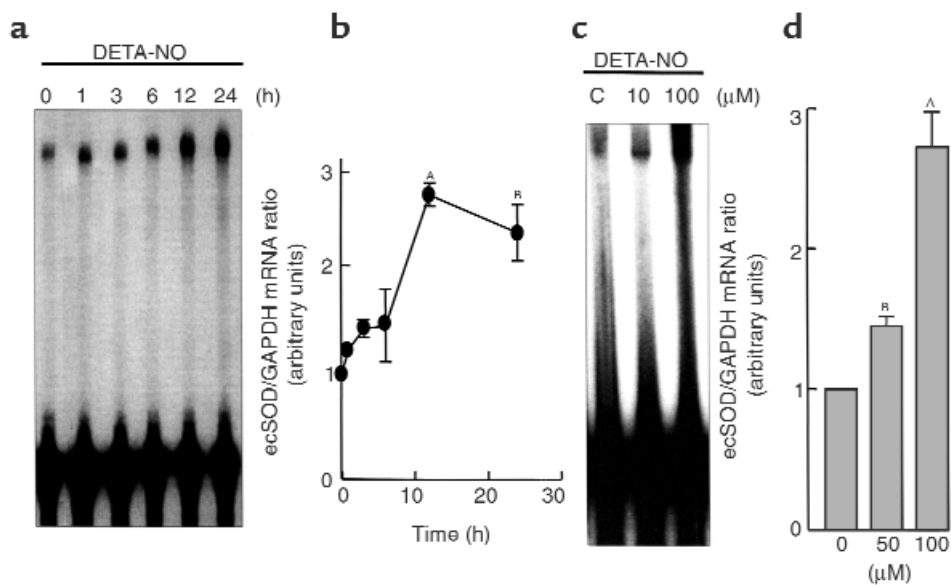 a
DETA-NO
0 1 3 6 12 24 (h)
b
ecSOD/GAPDH mRNA ratio
(arbitrary units)
3
2
1
0
A
B
0 10 20 30
Time (h)
c
DETA-NO
C 10 100 (μM)
d
ecSOD/GAPDH mRNA ratio
(arbitrary units)
3
2
1
0
B
A
0 50 100
(μM)